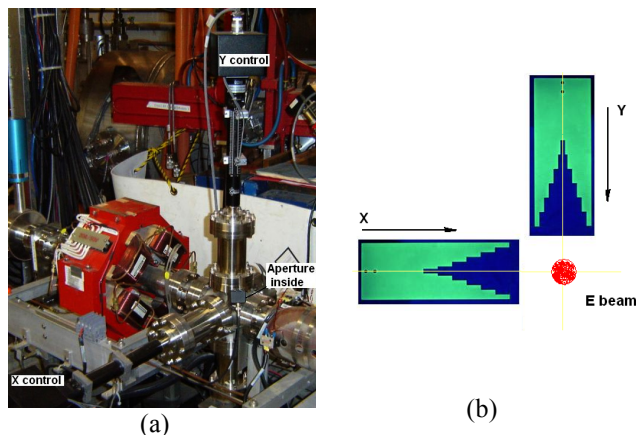 Y control
Aperture
inside
X control
(a)
Y
X
E beam
(b)